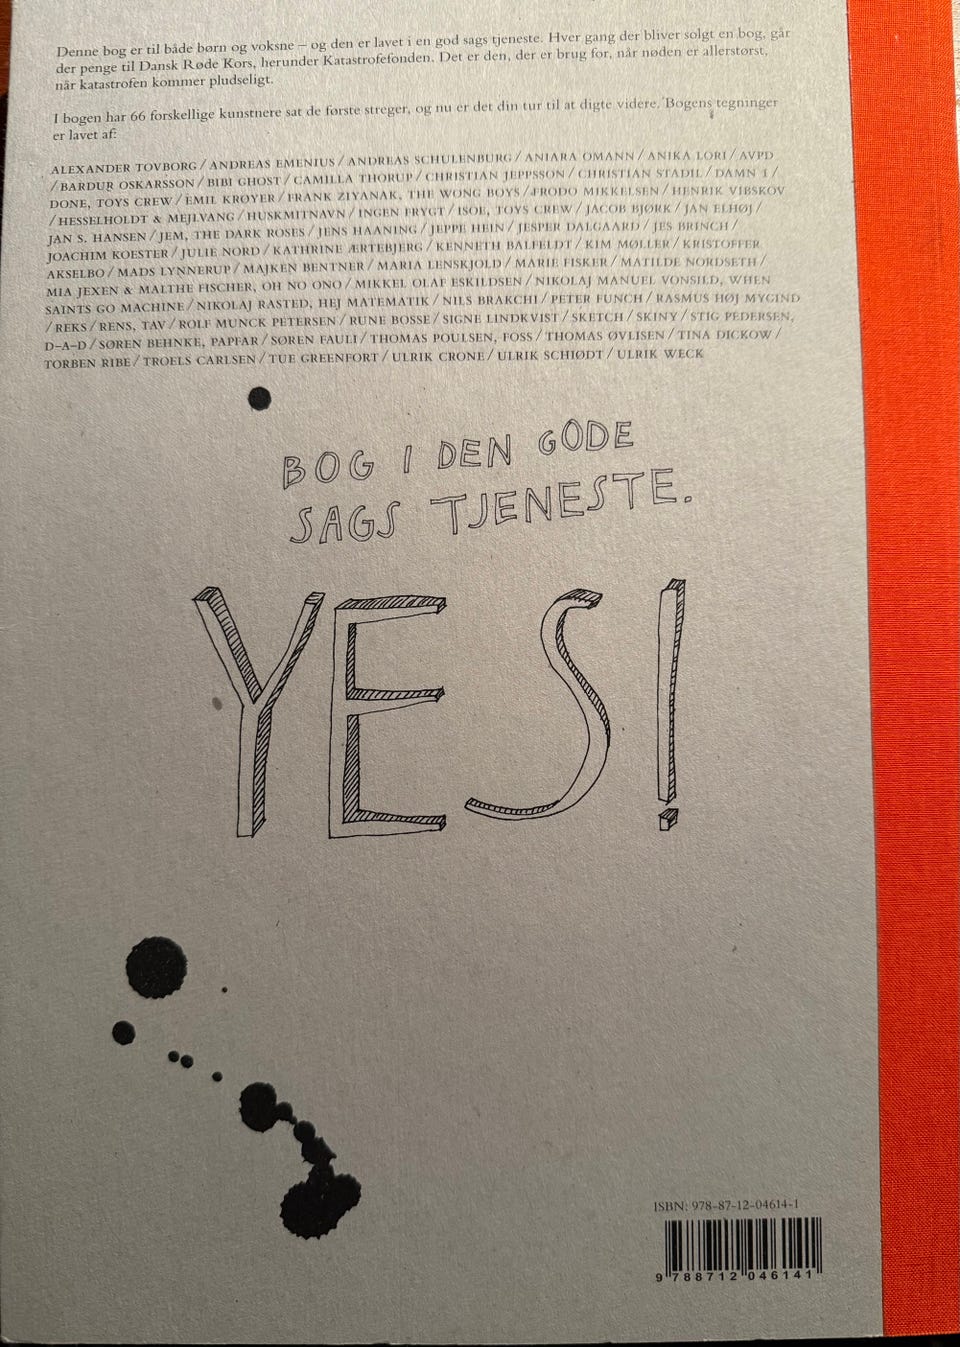 Denne bog er til både børn og voksne – og den er lavet i en god sags tjeneste. Hver gang der bliver solgt en bog, går
der penge til Dansk Røde Kors, herunder Katastrofefonden. Det er den, der er brug for, når nøden er allerstørst,
når katastrofen kommer pludseligt.
I bogen har 66 forskellige kunstnere sat de første streger, og nu er det din tur til at digte videre. Bogens tegninger
er lavet af:
ALEXANDER TOVBORG / ANDREAS EMENIUS / ANDREAS SCHULENBURG / ANIARA OMANN / ANIKA LORI / AVPD
/ BARDUR OSKARSSON / BIBI GHOST / CAMILLA THORUP / CHRISTIAN JEPPSSON / CHRISTIAN STADIL / DAMN 1 /
DONE, TOYS CREW / EMIL KRØYER / FRANK ZIYANAK, THE WONG BOYS / FRODO MIKKELSEN / HENRIK VIBSKOV
/ HESSELHOLDT & MEJLVANG / HUSKMITNAVN / INGEN FRYGT / ISOE, TOYS CREW / JACOB BJØRK / JAN ELHØJ /
JAN S. HANSEN / JEM, THE DARK ROSES / JENS HAANING / JEPPE HEIN / JESPER DALGAARD / JES BRINCH /
JOACHIM KOESTER / JULIE NORD / KATHRINE ÆRTEBJERG / KENNETH BALFELDT / KIM MØLLER / KRISTOFFER
AKSELBO / MADS LYNNERUP / MAJKEN BENTNER / MARIA LENSKJOLD / MARIE FISKER / MATILDE NORDSETH /
MIA JEXEN & MALTHE FISCHER, OH NO ONO / MIKKEL OLAF ESKILDSEN / NIKOLAJ MANUEL VONSILD, WHEN
SAINTS GO MACHINE / NIKOLAJ RASTED, HEJ MATEMATIK / NILS BRAKCHI / PETER FUNCH / RASMUS HØJ MYGIND
/ REKS / RENS, TAV / ROLF MUNCK PETERSEN / RUNE BOSSE / SIGNE LINDKVIST / SKETCH / SKINY / STIG PEDERSEN,
D–A–D / SØREN BEHNKE, PAPFAR / SØREN FAULI / THOMAS POULSEN, FOSS / THOMAS ØVLISEN / TINA DICKOW /
TORBEN RIBE / TROELS CARLSEN / TUE GREENFORT / ULRIK CRONE / ULRIK SCHIØDT / ULRIK WECK
BOG I DEN GODE
SAGS TJENESTE.
YES!
ISBN: 978-87-12-04614-1
9 788712 046141